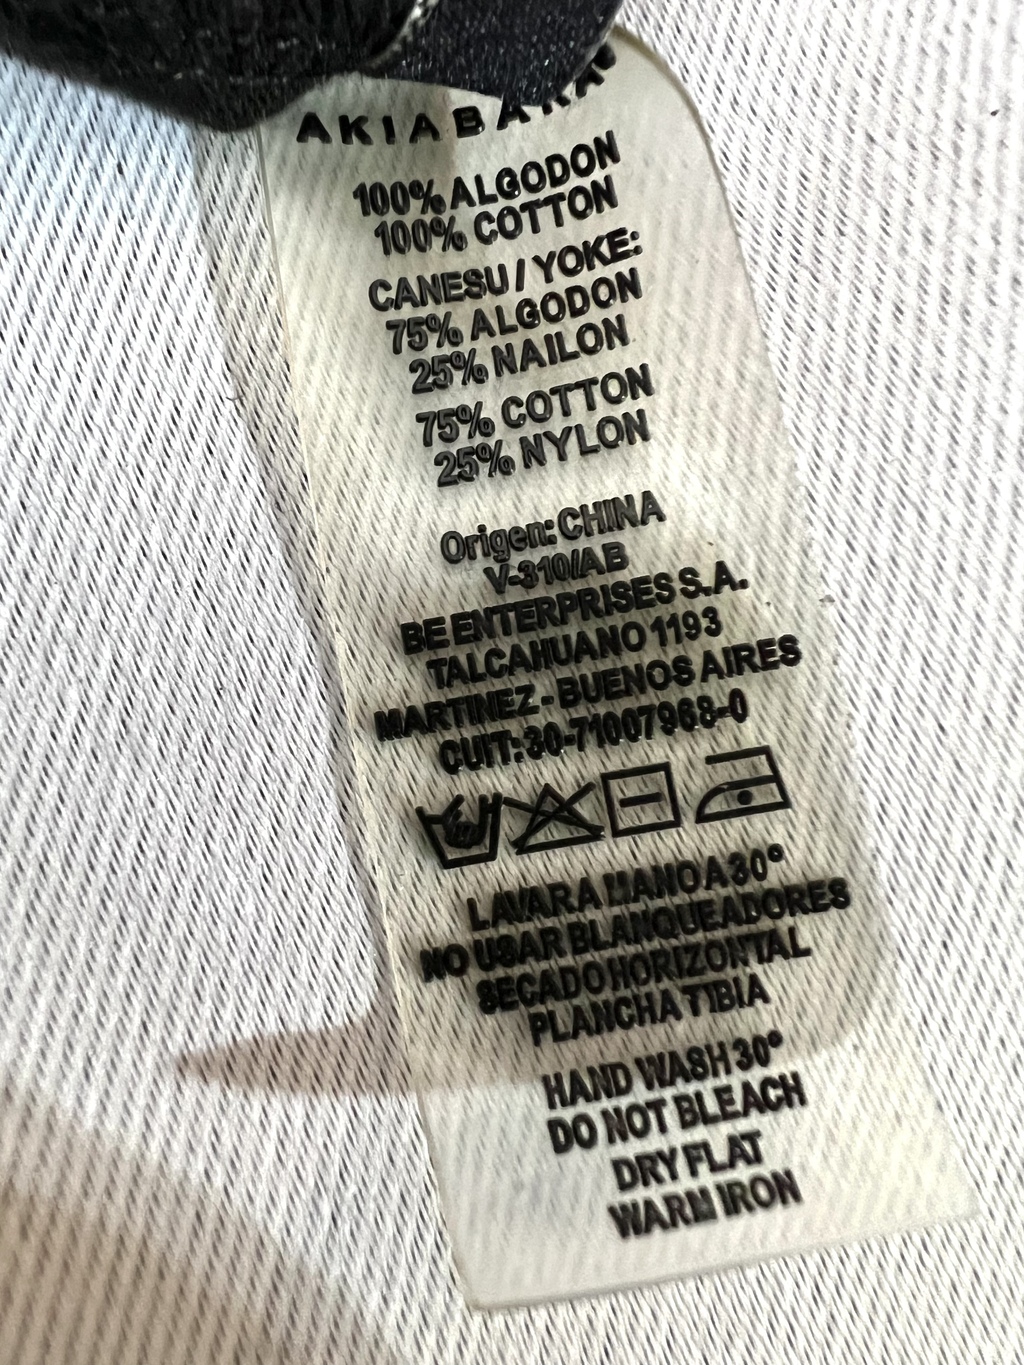 AKIABARA
100% ALGODON
100% COTTON
CANESU / YOKE:
75% ALGODON
25% NAILON
75% COTTON
25% NYLON
Origen: CHINA
V-310/AB
BE ENTERPRISES S.A.
TALCAHUANO 1193
MARTINEZ - BUENOS AIRES
CUIT: 30-71007968-0
LAVAR A MANO A 30°
NO USAR BLANQUEADORES
SECADO HORIZONTAL
PLANCHA TIBIA
HAND WASH 30°
DO NOT BLEACH
DRY FLAT
WARM IRON